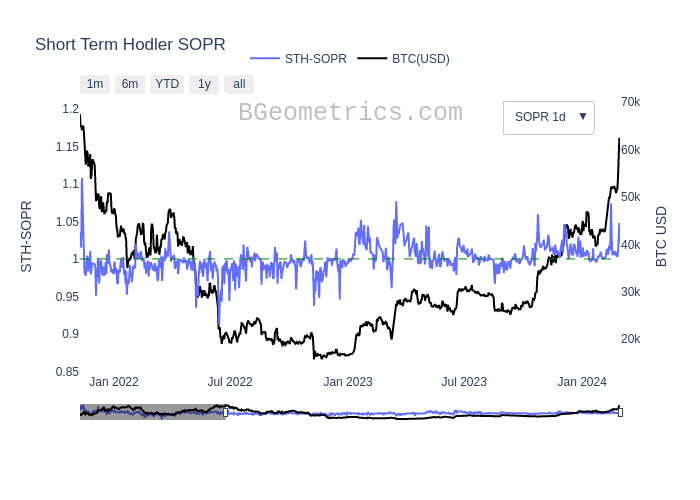 Short Term Hodler SOPR
STH-SOPR
BTC(USD)
1m 6m YTD 1y all
BGeometrics.com
SOPR 1d ▼
1.2
1.15
1.1
1.05
1
0.95
0.9
0.85
STH-SOPR
70k
60k
50k
40k
30k
20k
BTC USD
Jan 2022 Jul 2022 Jan 2023 Jul 2023 Jan 2024